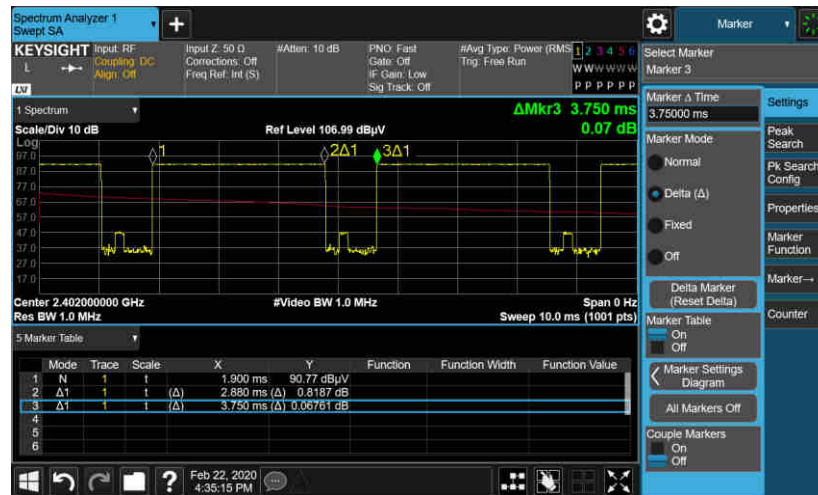 Spectrum Analyzer 1
Swept SA
Marker
KEYSIGHT
L
LXI
Input: RF
Coupling: DC
Align: Off
Input Z: 50 Ω
Corrections: Off
Freq Ref: Int (S)
#Atten: 10 dB
PNO: Fast
Gate: Off
IF Gain: Low
Sig Track: Off
#Avg Type: Power (RMS
Trig: Free Run
1 2 3 4 5 6
W W W W W W
P P P P P P
Select Marker
Marker 3
1 Spectrum
ΔMkr3 3.750 ms
0.07 dB
Scale/Div 10 dB
Ref Level 106.99 dBµV
Log
97.0
87.0
77.0
67.0
57.0
47.0
37.0
27.0
17.0
1
2Δ1
3Δ1
Center 2.402000000 GHz
Res BW 1.0 MHz
#Video BW 1.0 MHz
Span 0 Hz
Sweep 10.0 ms (1001 pts)
5 Marker Table
Mode Trace Scale X Y Function Function Width Function Value
1 N 1 t 1.900 ms 90.77 dBµV
2 Δ1 1 t (Δ) 2.880 ms (Δ) 0.8187 dB
3 Δ1 1 t (Δ) 3.750 ms (Δ) 0.06761 dB
4
5
6
Feb 22, 2020
4:35:15 PM
Marker Δ Time
3.75000 ms
Marker Mode
Normal
Delta (Δ)
Fixed
Off
Delta Marker
(Reset Delta)
Marker Table
On
Off
Marker Settings
Diagram
All Markers Off
Couple Markers
On
Off
Settings
Peak
Search
Pk Search
Config
Properties
Marker
Function
Marker→
Counter